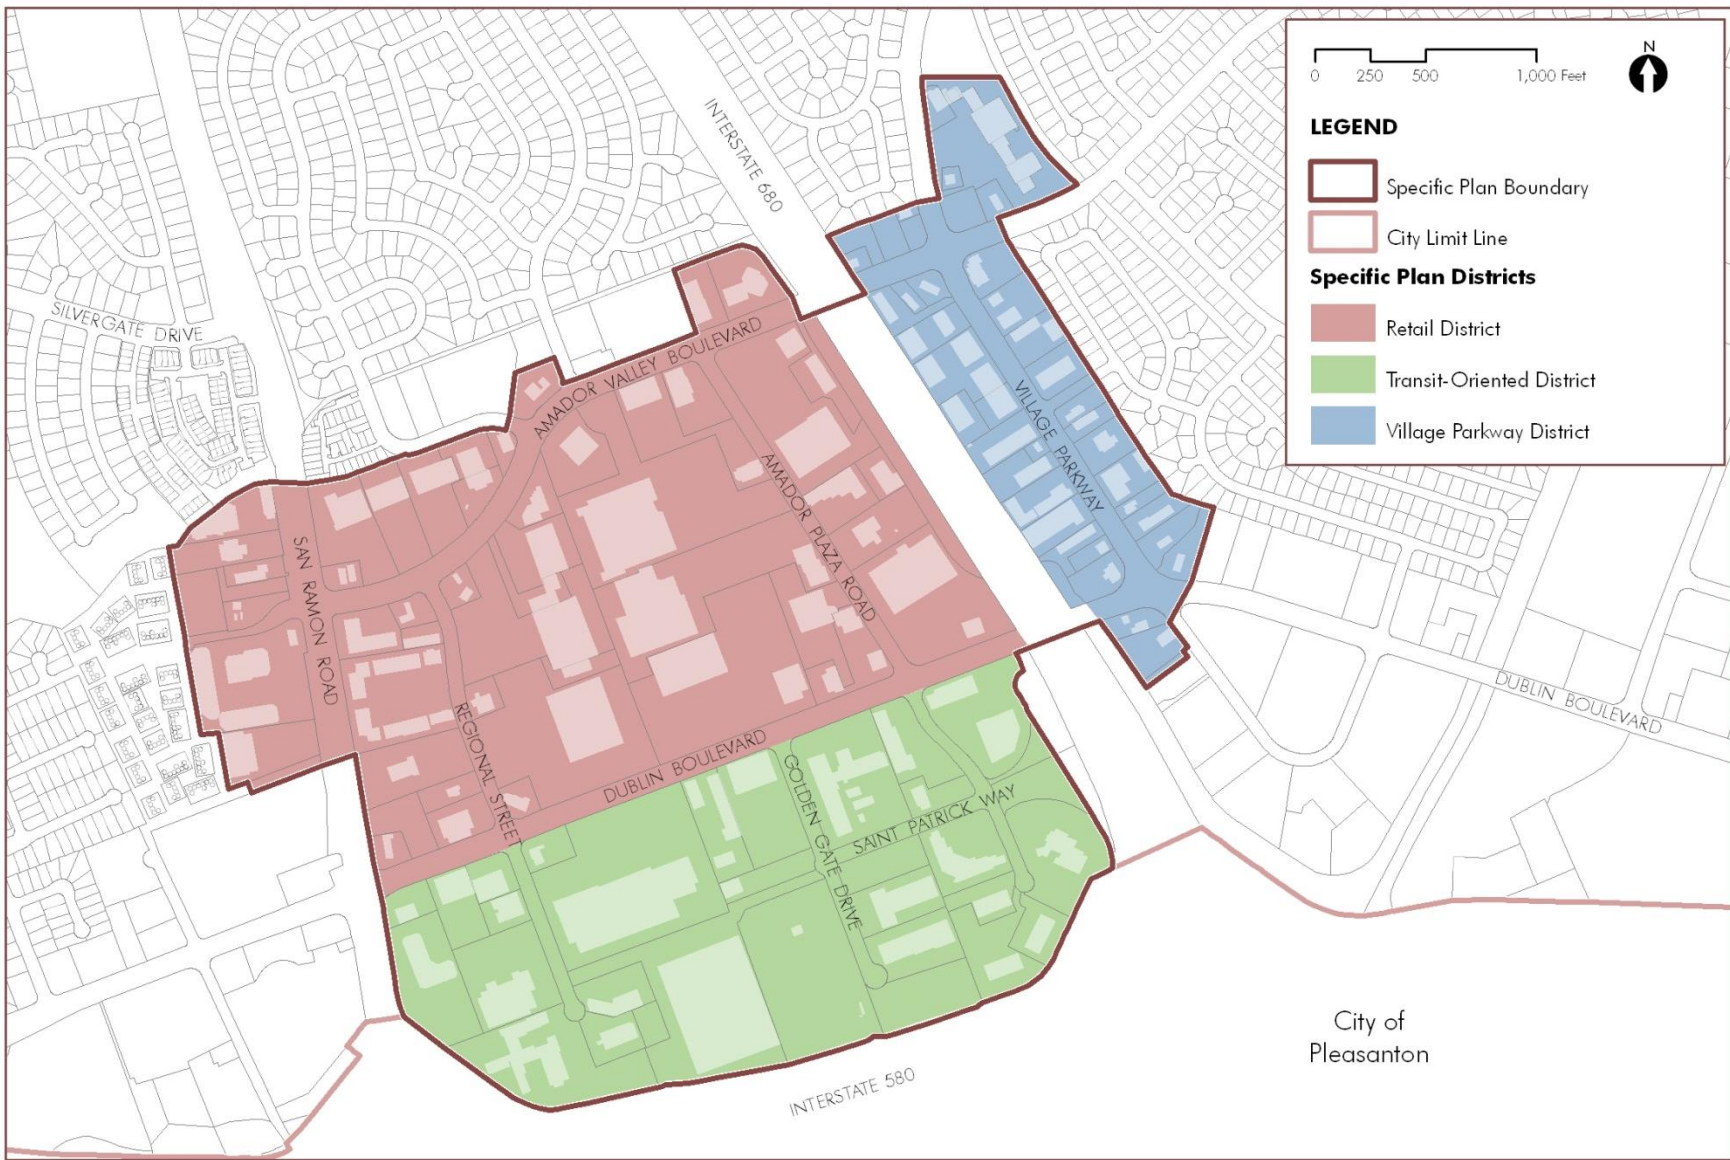 N
0 250 500 1,000 Feet
LEGEND
Specific Plan Boundary
City Limit Line
Specific Plan Districts
Retail District
Transit-Oriented District
Village Parkway District
INTERSTATE 680
SILVERGATE DRIVE
AMADOR VALLEY BOULEVARD
VILLAGE PARKWAY
AMADOR PLAZA ROAD
SAN RAMON ROAD
REGIONAL STREET
DUBLIN BOULEVARD
DUBLIN BOULEVARD
GOLDEN GATE DRIVE
SAINT PATRICK WAY
City of
Pleasanton
INTERSTATE 580